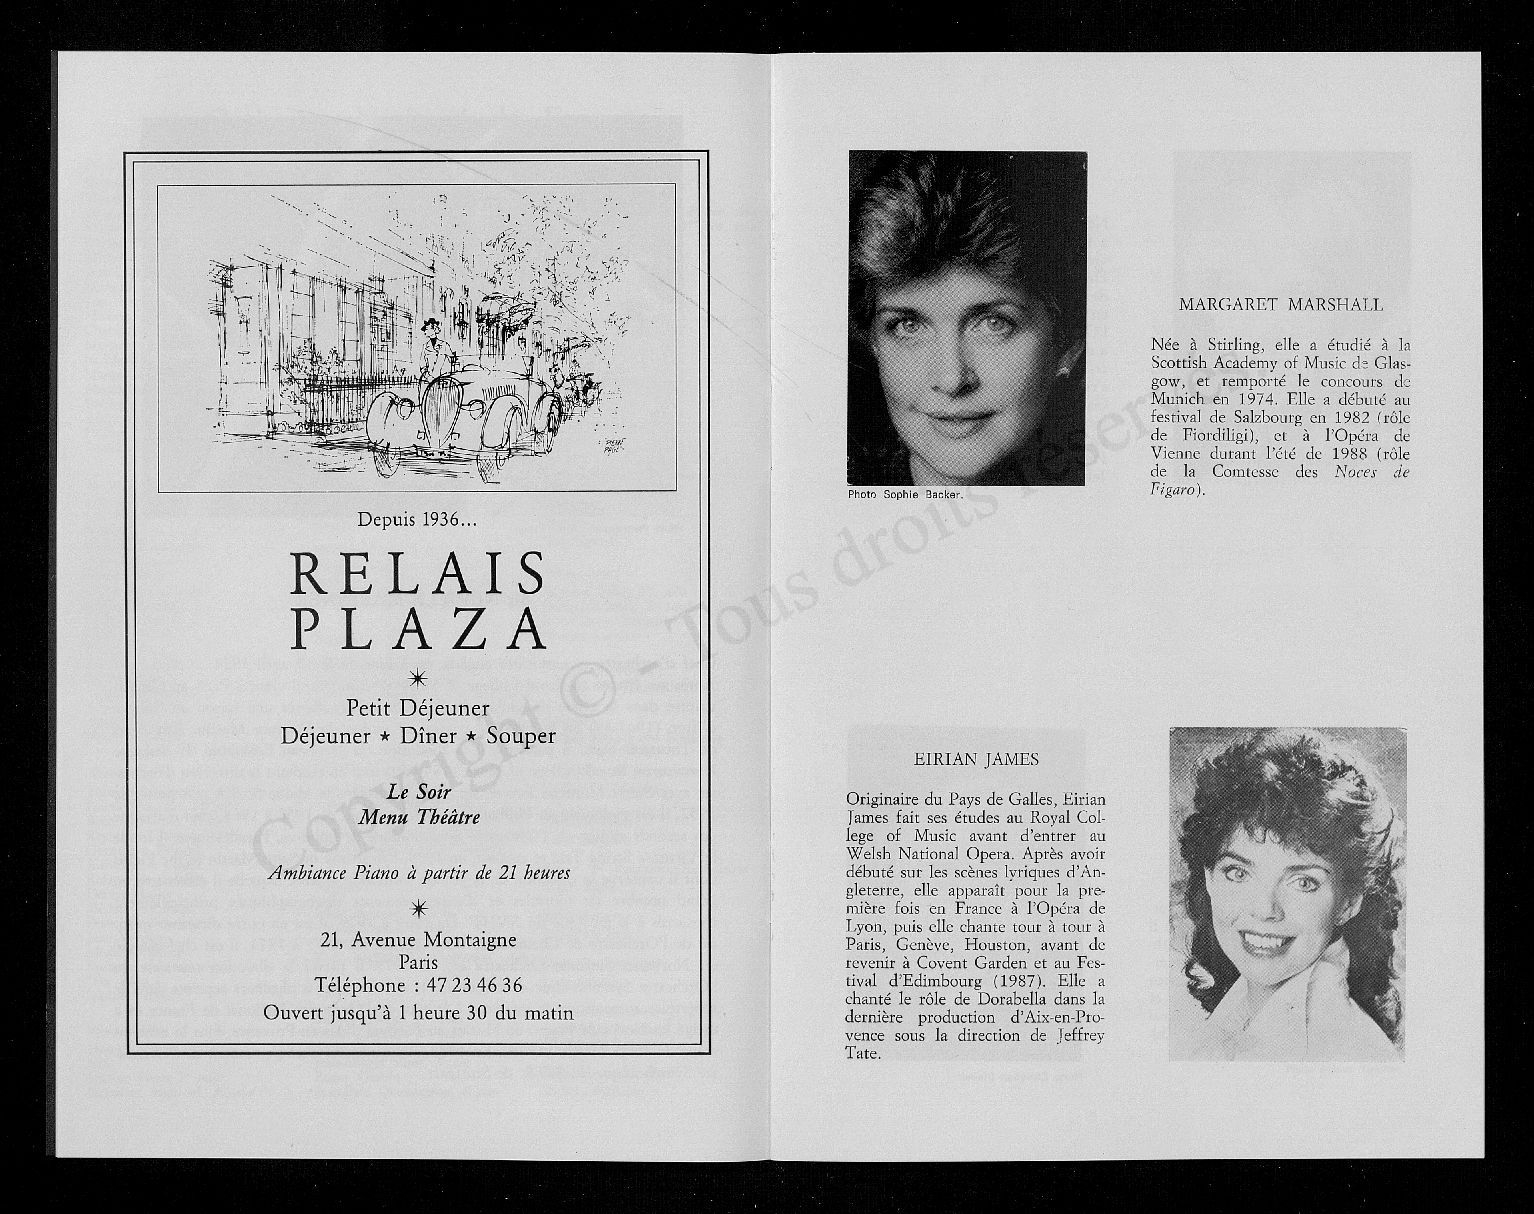 Depuis 1936...
RELAIS
PLAZA
Petit Déjeuner
Déjeuner ★ Dîner ★ Souper
Le Soir
Menu Théâtre
Ambiance Piano à partir de 21 heures
21, Avenue Montaigne
Paris
Téléphone : 47 23 46 36
Ouvert jusqu'à 1 heure 30 du matin
Photo Sophie Backer.
MARGARET MARSHALL
Née à Stirling, elle a étudié à la
Scottish Academy of Music de Glas-
gow, et remporté le concours de
Munich en 1974. Elle a débuté au
festival de Salzbourg en 1982 (rôle
de Fiordiligi), et à l'Opéra de
Vienne durant l'été de 1988 (rôle
de la Comtesse des Noces de
Figaro).
EIRIAN JAMES
Originaire du Pays de Galles, Eirian
James fait ses études au Royal Col-
lege of Music avant d'entrer au
Welsh National Opera. Après avoir
débuté sur les scènes lyriques d'An-
gleterre, elle apparaît pour la pre-
mière fois en France à l'Opéra de
Lyon, puis elle chante tour à tour à
Paris, Genève, Houston, avant de
revenir à Covent Garden et au Fes-
tival d'Edimbourg (1987). Elle a
chanté le rôle de Dorabella dans la
dernière production d'Aix-en-Pro-
vence sous la direction de Jeffrey
Tate.
Copyright © - Tous droits réser